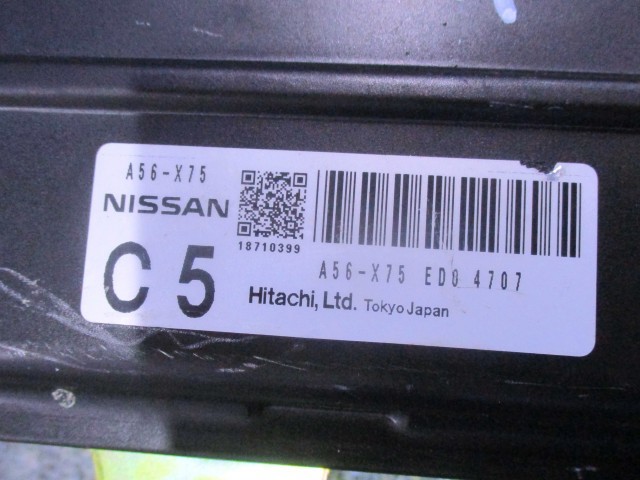 A56-X75
NISSAN
18710399
C5
A56-X75 ED0 4707
Hitachi, Ltd. Tokyo Japan